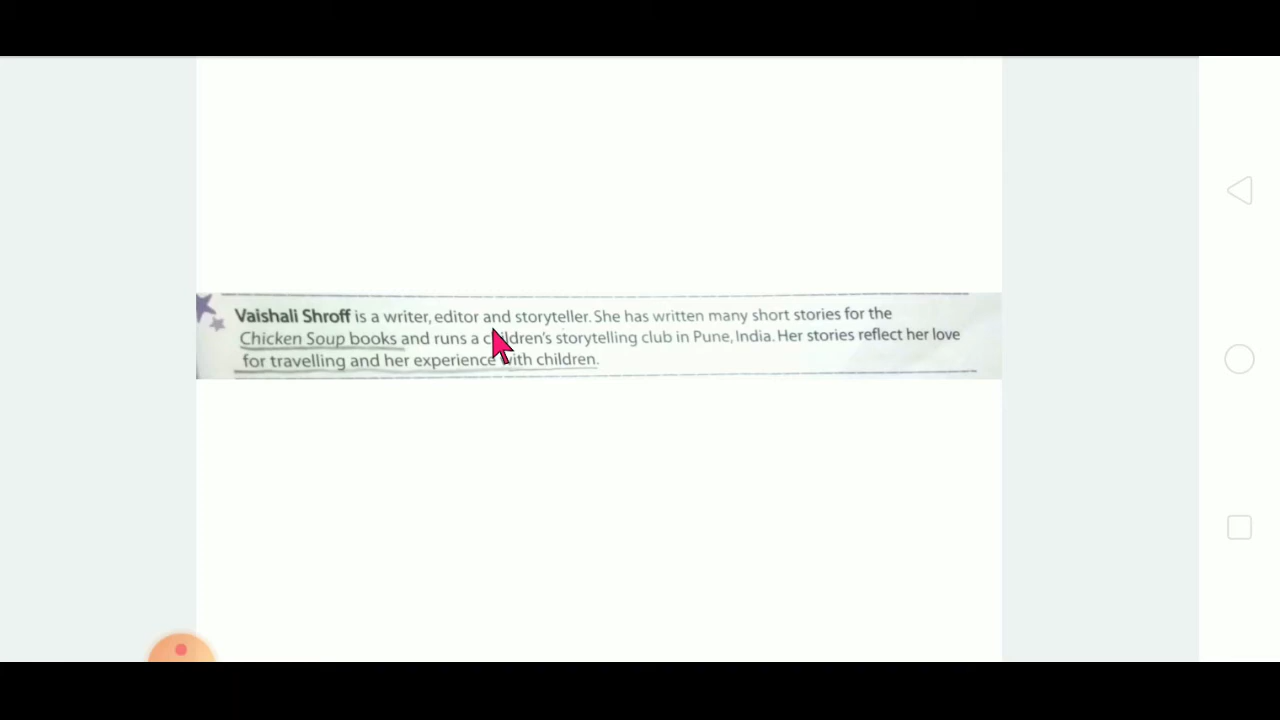 Vaishali Shroff is a writer, editor and storyteller. She has written many short stories for the
Chicken Soup books and runs a children's storytelling club in Pune, India. Her stories reflect her love
for travelling and her experience with children.